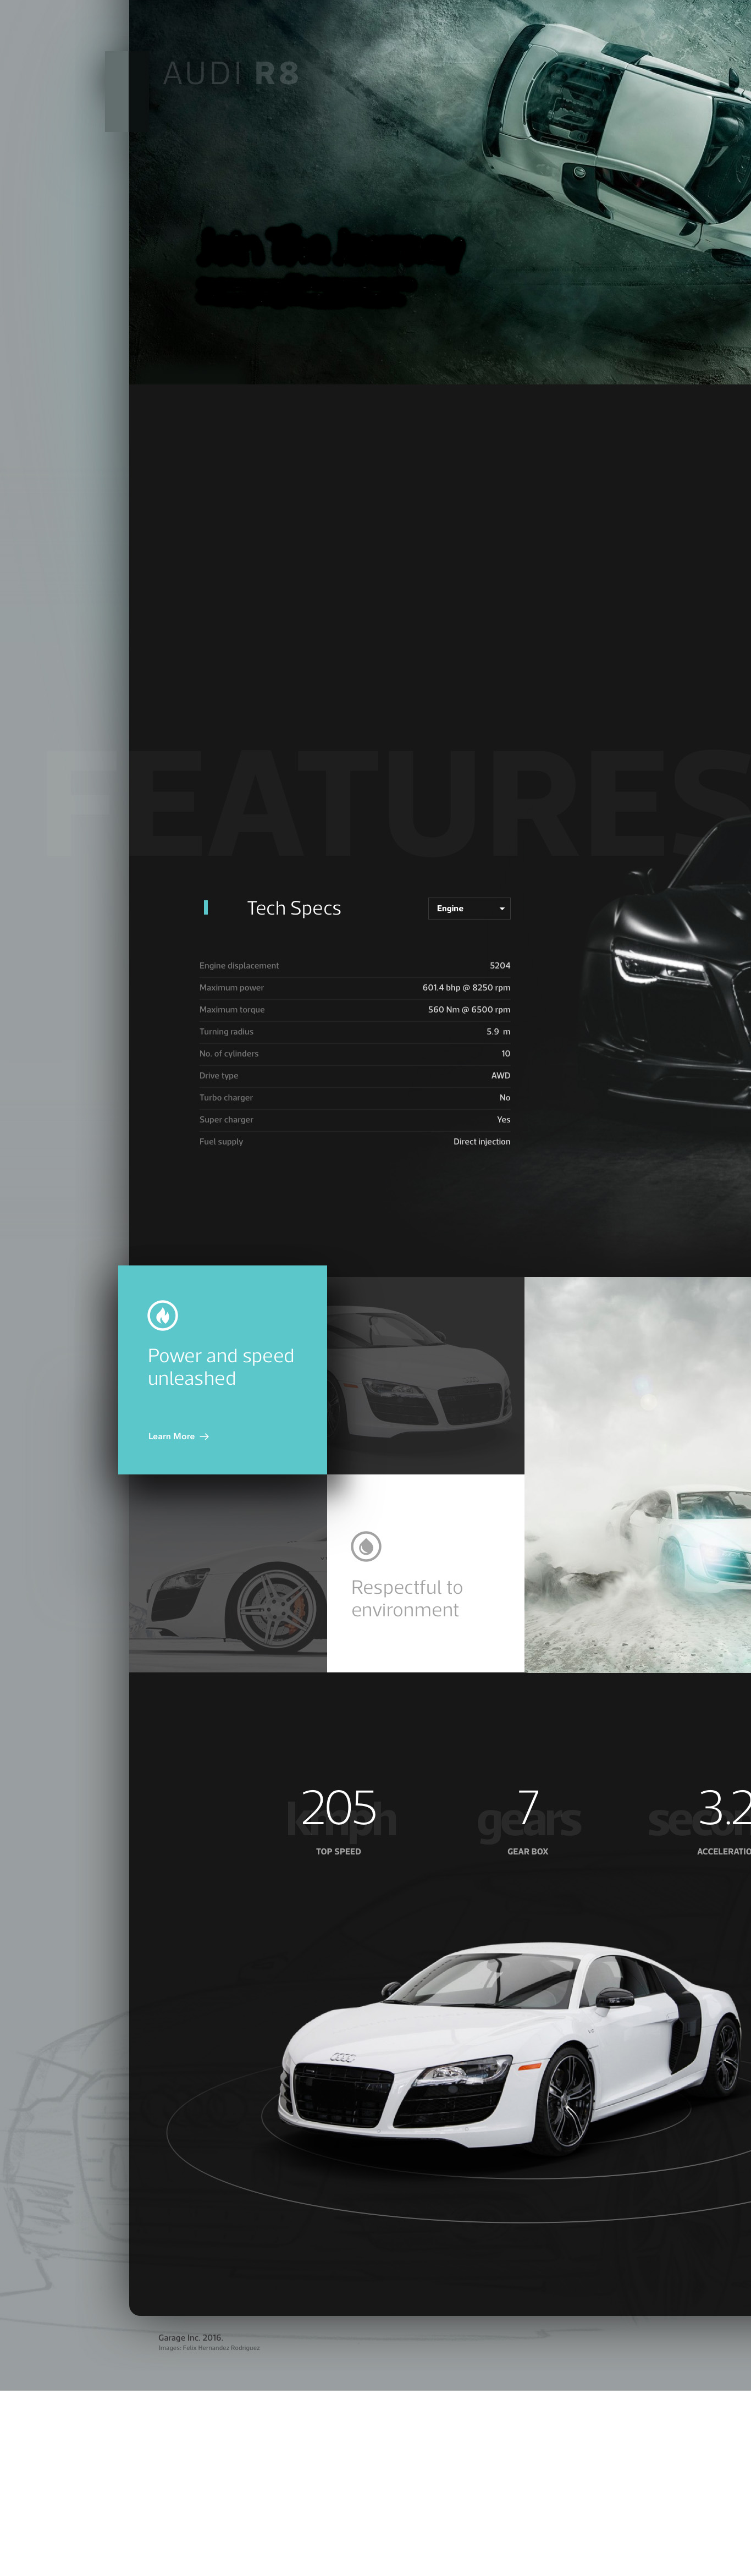 AUDI R8
Join The Journey
FEATURES
Tech Specs
Engine
Engine displacement 5204
Maximum power 601.4 bhp @ 8250 rpm
Maximum torque 560 Nm @ 6500 rpm
Turning radius 5.9 m
No. of cylinders 10
Drive type AWD
Turbo charger No
Super charger Yes
Fuel supply Direct injection
Power and speed
unleashed
Learn More
Respectful to
environment
205
kmph
TOP SPEED
7
gears
GEAR BOX
3.2
secon
ACCELERATIO
Garage Inc. 2016.
Images: Felix Hernandez Rodriguez